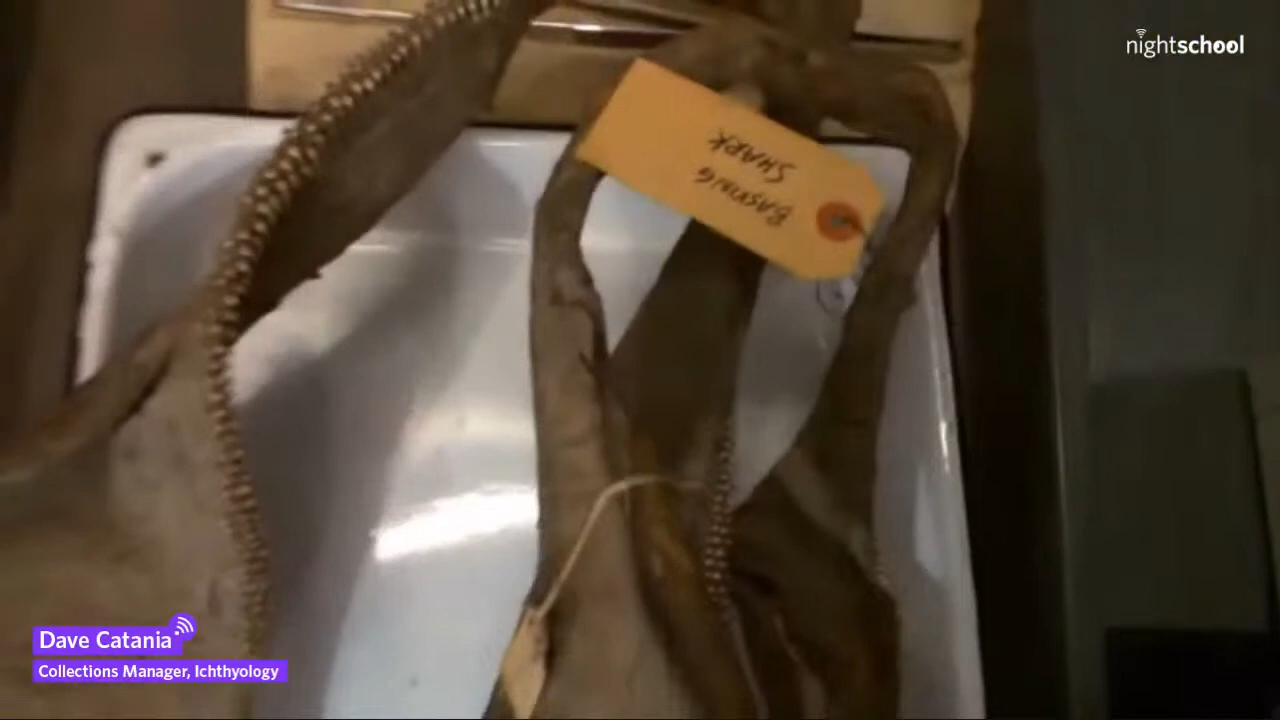 nightschool
BASKING
SHARK
Dave Catania
Collections Manager, Ichthyology